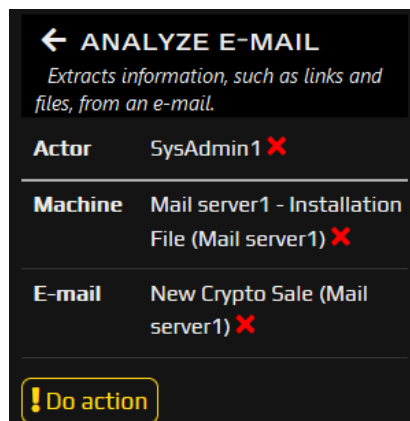 ← ANALYZE E-MAIL
Extracts information, such as links and
files, from an e-mail.
Actor SysAdmin1 ❌
Machine Mail server1 - Installation
File (Mail server1) ❌
E-mail New Crypto Sale (Mail
server1) ❌
! Do action